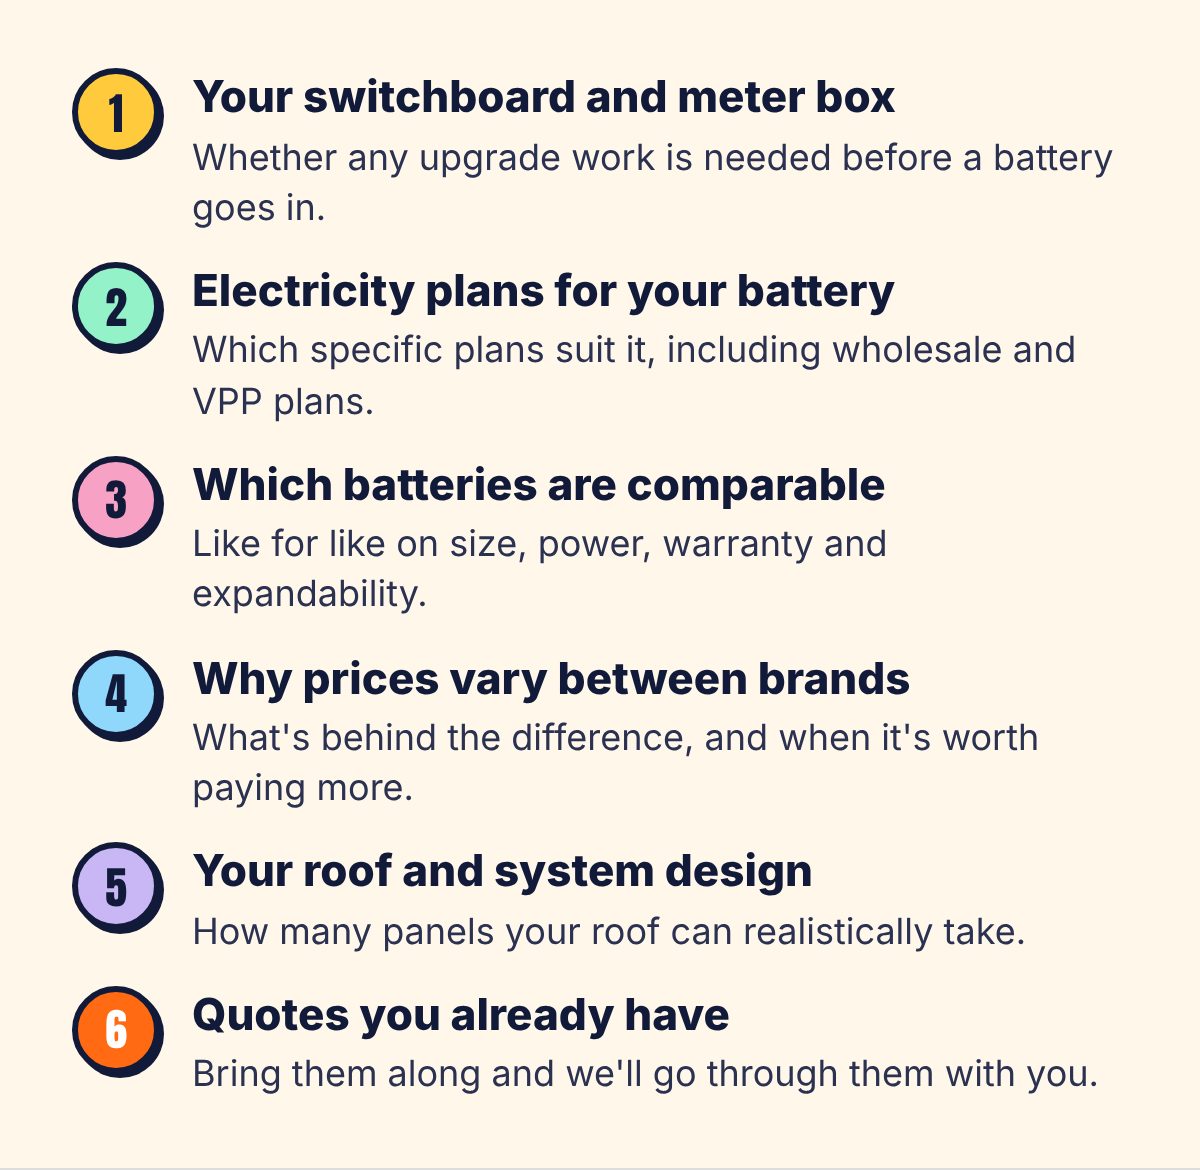 1
Your switchboard and meter box
Whether any upgrade work is needed before a battery
goes in.
2
Electricity plans for your battery
Which specific plans suit it, including wholesale and
VPP plans.
3
Which batteries are comparable
Like for like on size, power, warranty and
expandability.
4
Why prices vary between brands
What's behind the difference, and when it's worth
paying more.
5
Your roof and system design
How many panels your roof can realistically take.
6
Quotes you already have
Bring them along and we'll go through them with you.